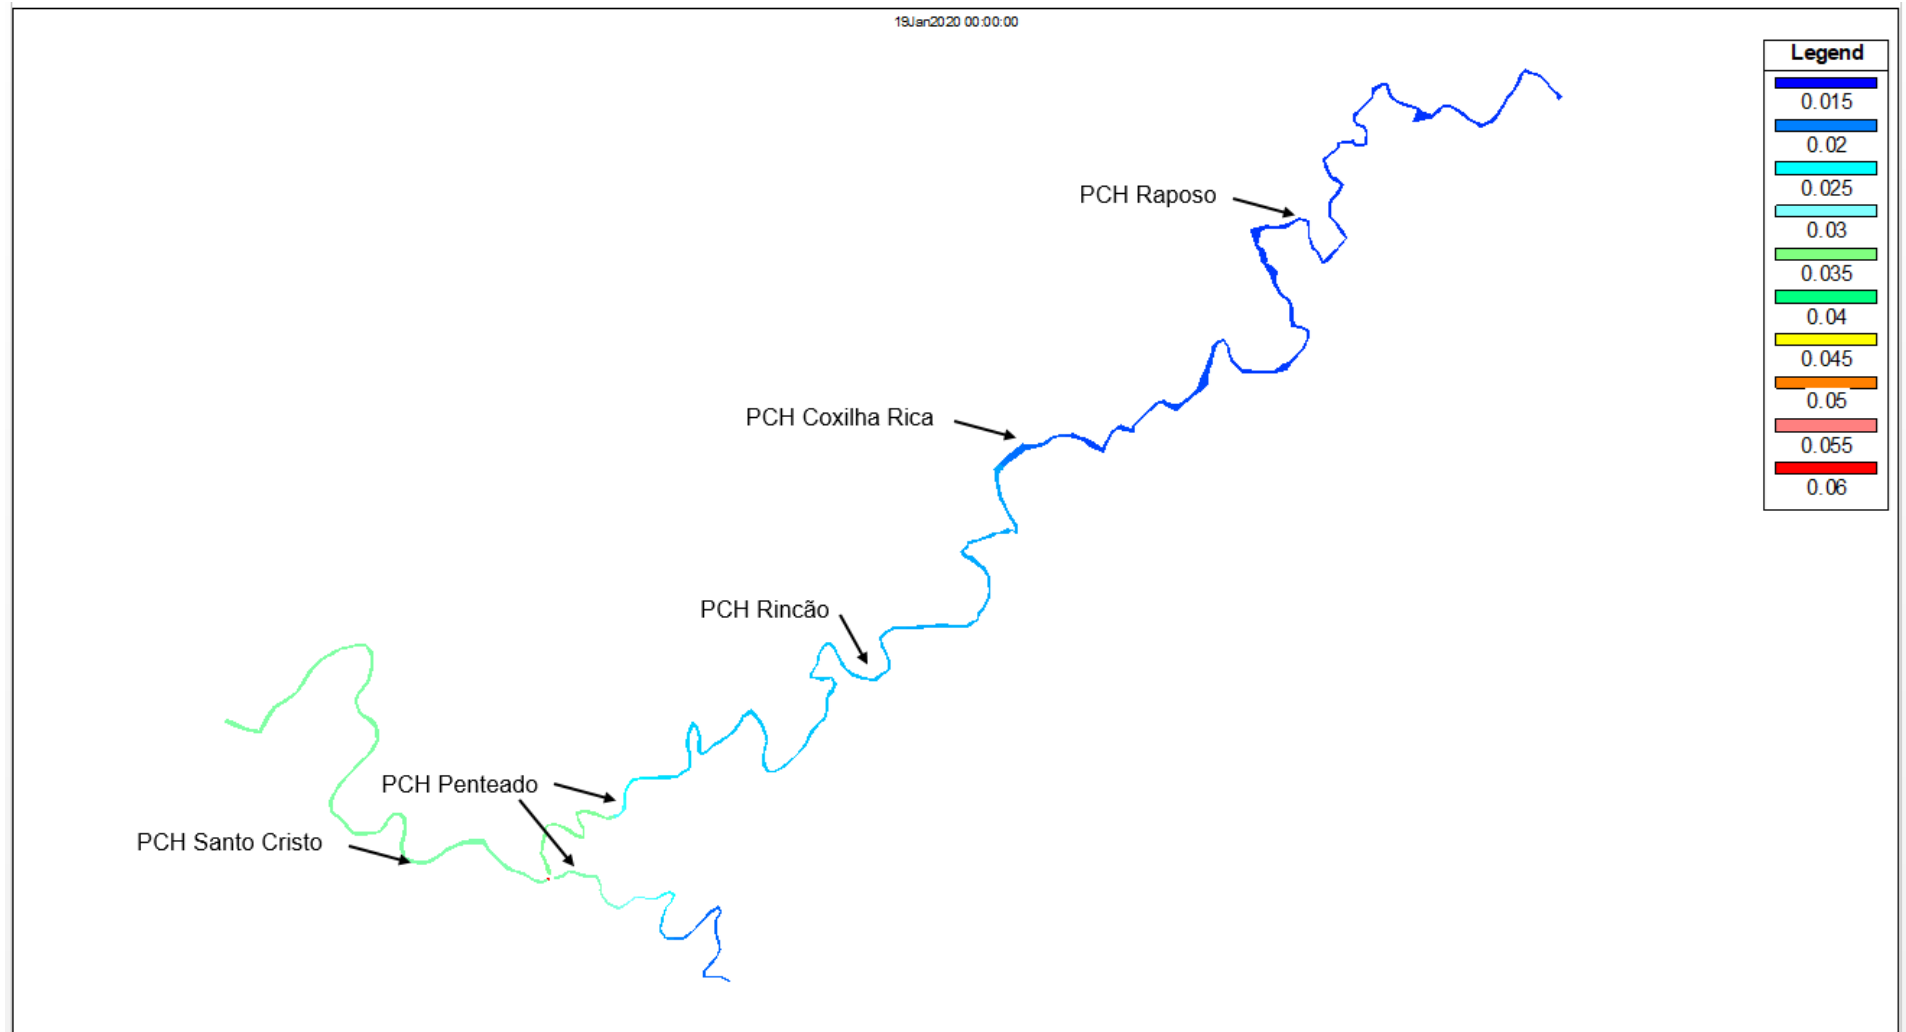 19Jan2020 00:00:00
Legend
0.015
0.02
0.025
0.03
0.035
0.04
0.045
0.05
0.055
0.06
PCH Raposo
PCH Coxilha Rica
PCH Rincão
PCH Penteado
PCH Santo Cristo